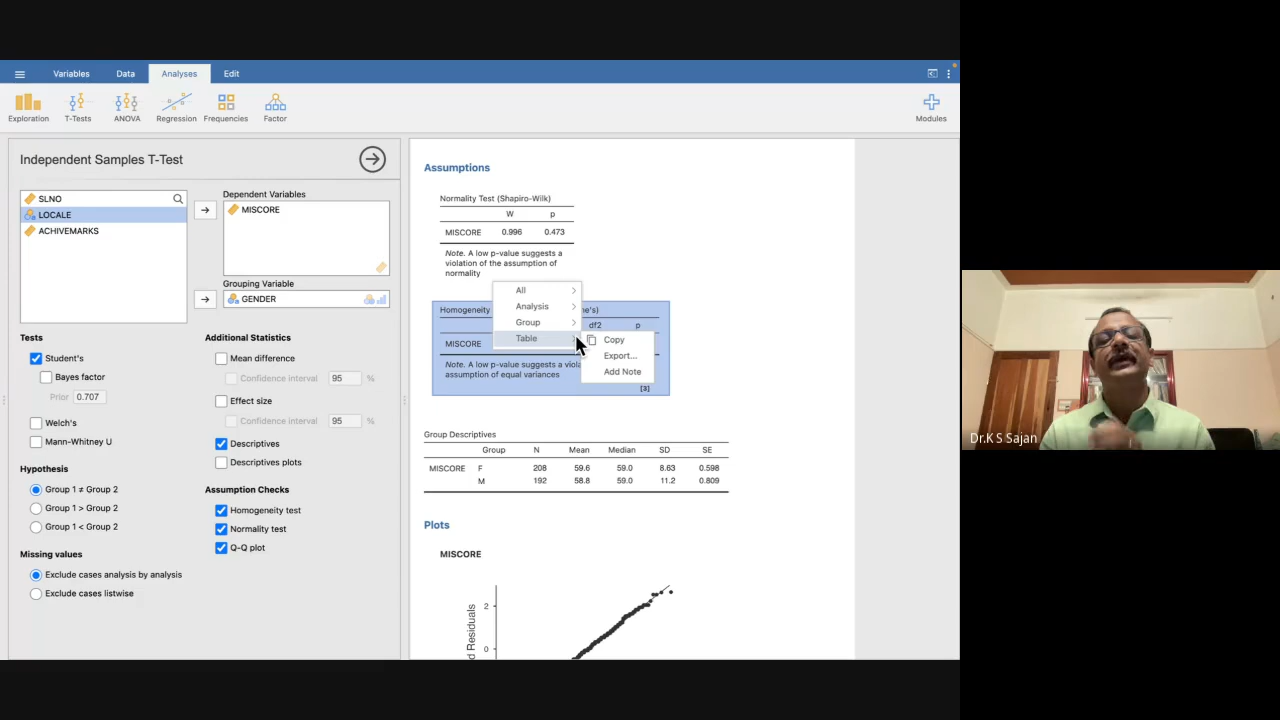 Variables Data Analyses Edit
Exploration T-Tests ANOVA Regression Frequencies Factor Modules
Independent Samples T-Test
SLNO
LOCALE
ACHIVEMARKS
Dependent Variables
MISCORE
Grouping Variable
GENDER
Tests
Student's
Bayes factor
Prior 0.707
Welch's
Mann-Whitney U
Hypothesis
Group 1 ≠ Group 2
Group 1 > Group 2
Group 1 < Group 2
Missing values
Exclude cases analysis by analysis
Exclude cases listwise
Additional Statistics
Mean difference
Confidence interval 95 %
Effect size
Confidence interval 95 %
Descriptives
Descriptives plots
Assumption Checks
Homogeneity test
Normality test
Q-Q plot
Assumptions
Normality Test (Shapiro-Wilk)
W p
MISCORE 0.996 0.473
Note. A low p-value suggests a
violation of the assumption of
normality
All
Analysis
Group
Table
Copy
Export...
Add Note
Homogeneity ne's)
df2 p
MISCORE
Note. A low p-value suggests a viola
assumption of equal variances
[3]
Group Descriptives
Group N Mean Median SD SE
MISCORE F 208 59.6 59.0 8.63 0.598
M 192 58.8 59.0 11.2 0.809
Plots
MISCORE
2
0
d Residuals
Dr.K S Sajan